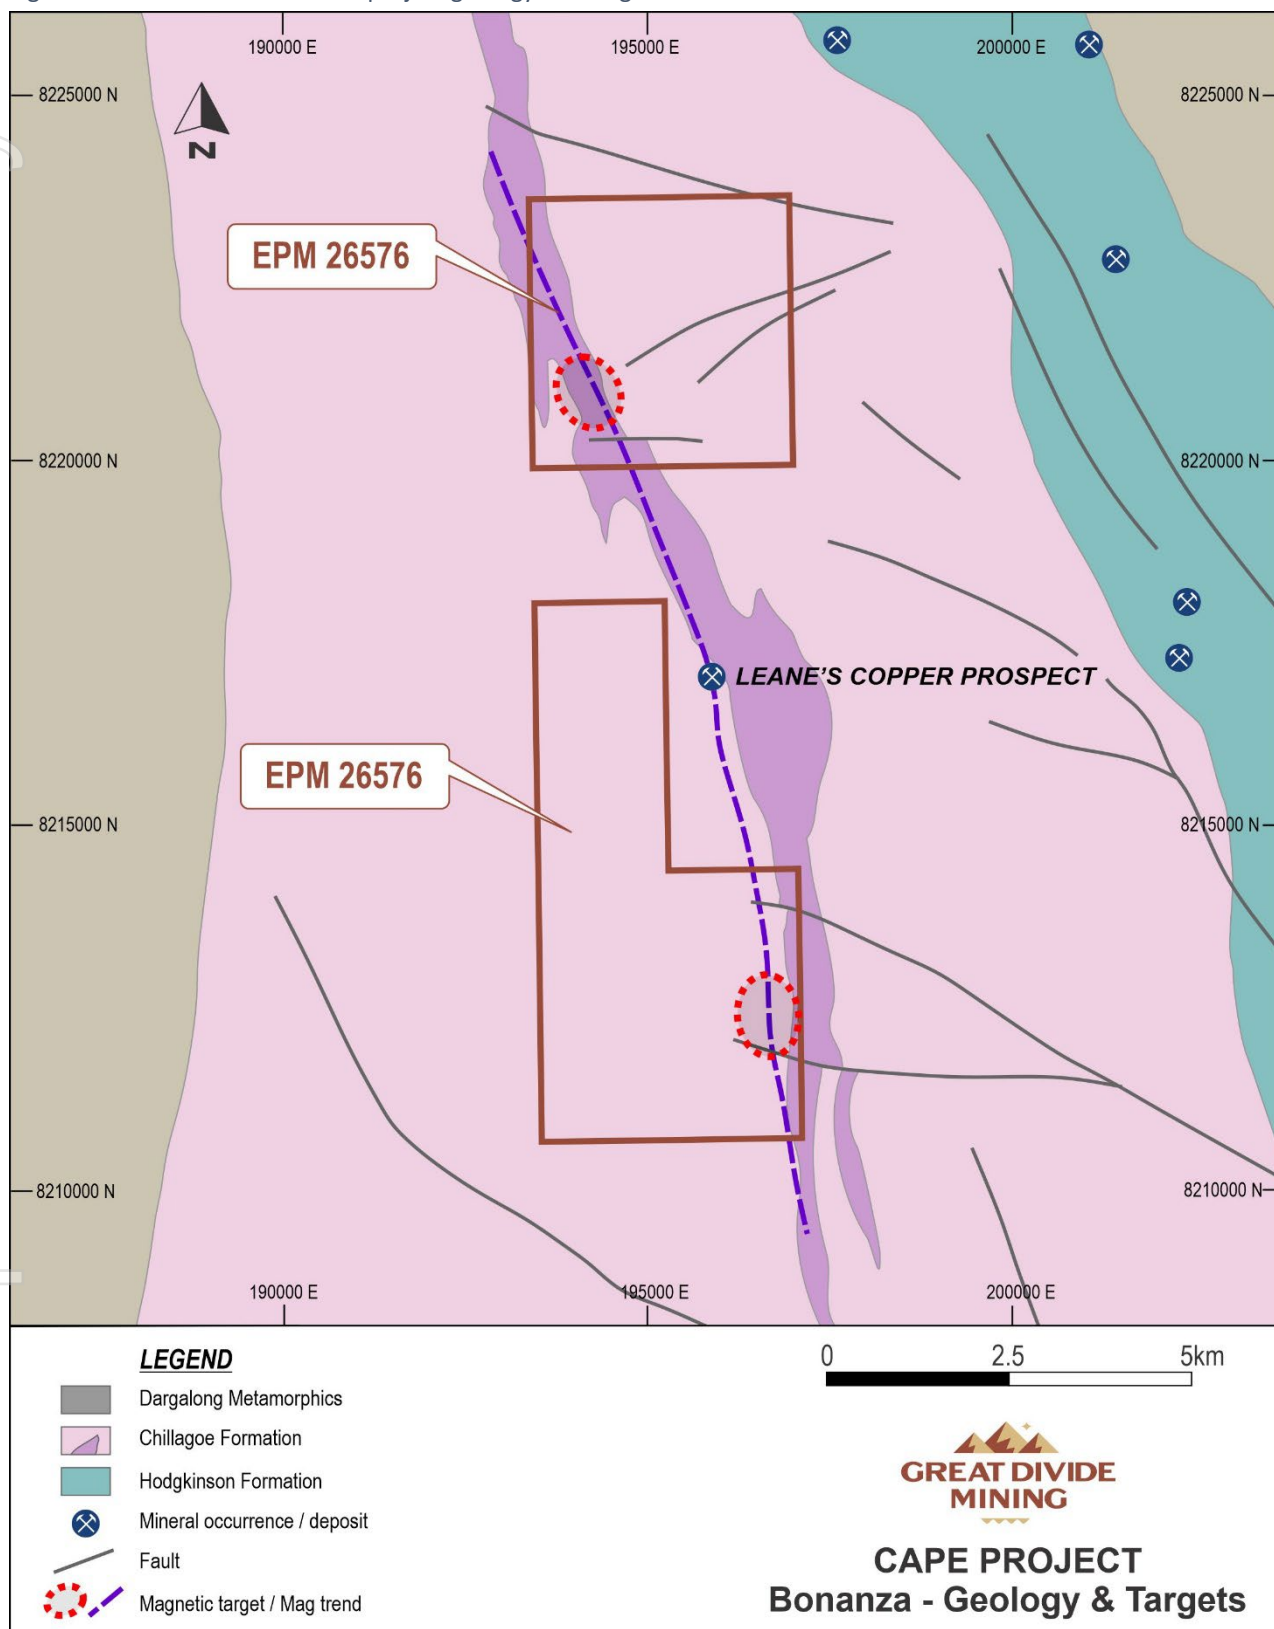 190000 E
195000 E
200000 E
8225000 N
8225000 N
N
EPM 26576
8220000 N
8220000 N
LEANE'S COPPER PROSPECT
EPM 26576
8215000 N
8215000 N
8210000 N
8210000 N
190000 E
195000 E
200000 E
LEGEND
Dargalong Metamorphics
Chillagoe Formation
Hodgkinson Formation
Mineral occurrence / deposit
Fault
Magnetic target / Mag trend
0 2.5 5km
GREAT DIVIDE
MINING
CAPE PROJECT
Bonanza - Geology & Targets